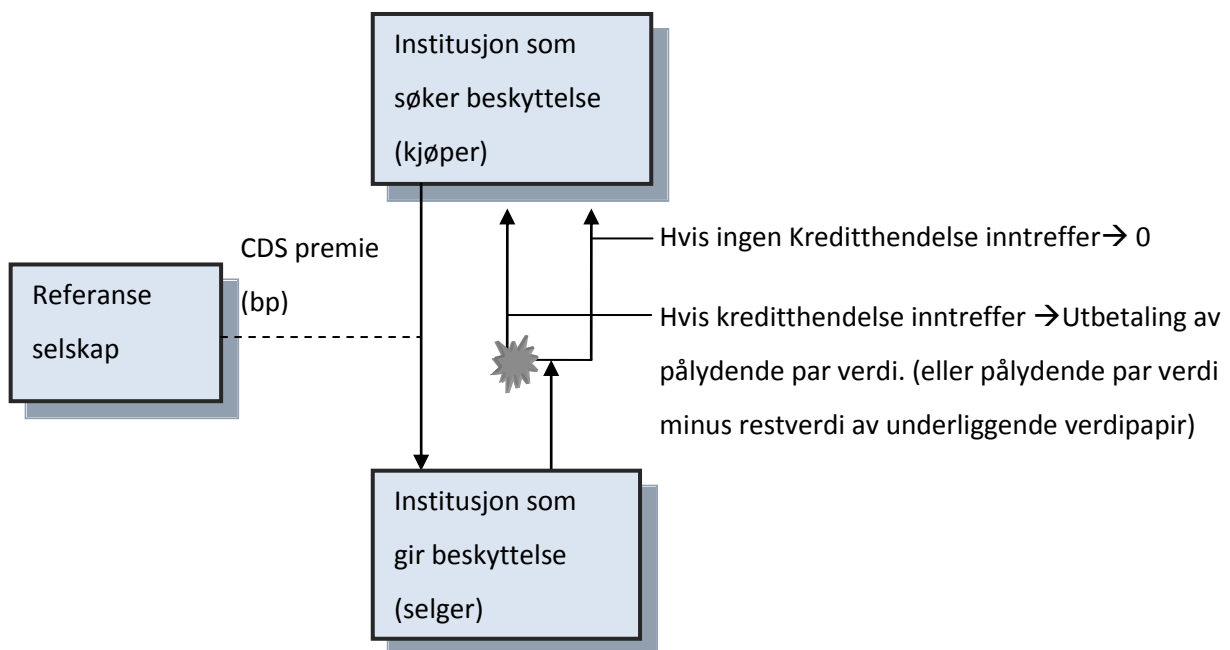 Institusjon som
søker beskyttelse
(kjøper)
CDS premie
(bp)
Referanse
selskap
Hvis ingen Kreditthendelse inntreffer→ 0
Hvis kreditthendelse inntreffer →Utbetaling av
pålydende par verdi. (eller pålydende par verdi
minus restverdi av underliggende verdipapir)
Institusjon som
gir beskyttelse
(selger)